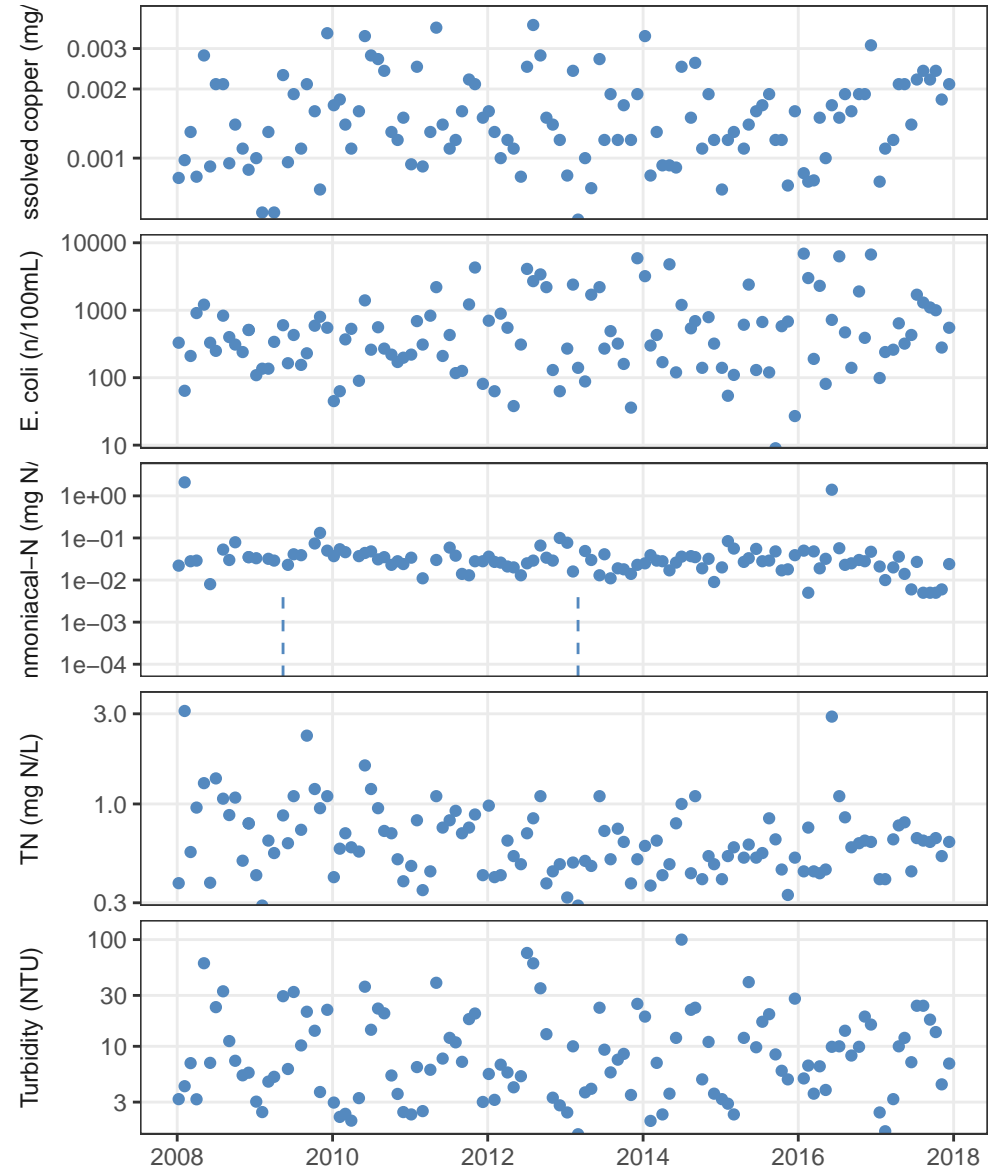 ssolved copper (mg/
0.003
0.002
0.001
E. coli (n/100mL)
10000
1000
100
10
nmoniacal−N (mg N/
1e+00
1e−01
1e−02
1e−03
1e−04
TN (mg N/L)
3.0
1.0
0.3
Turbidity (NTU)
100
30
10
3
2008 2010 2012 2014 2016 2018